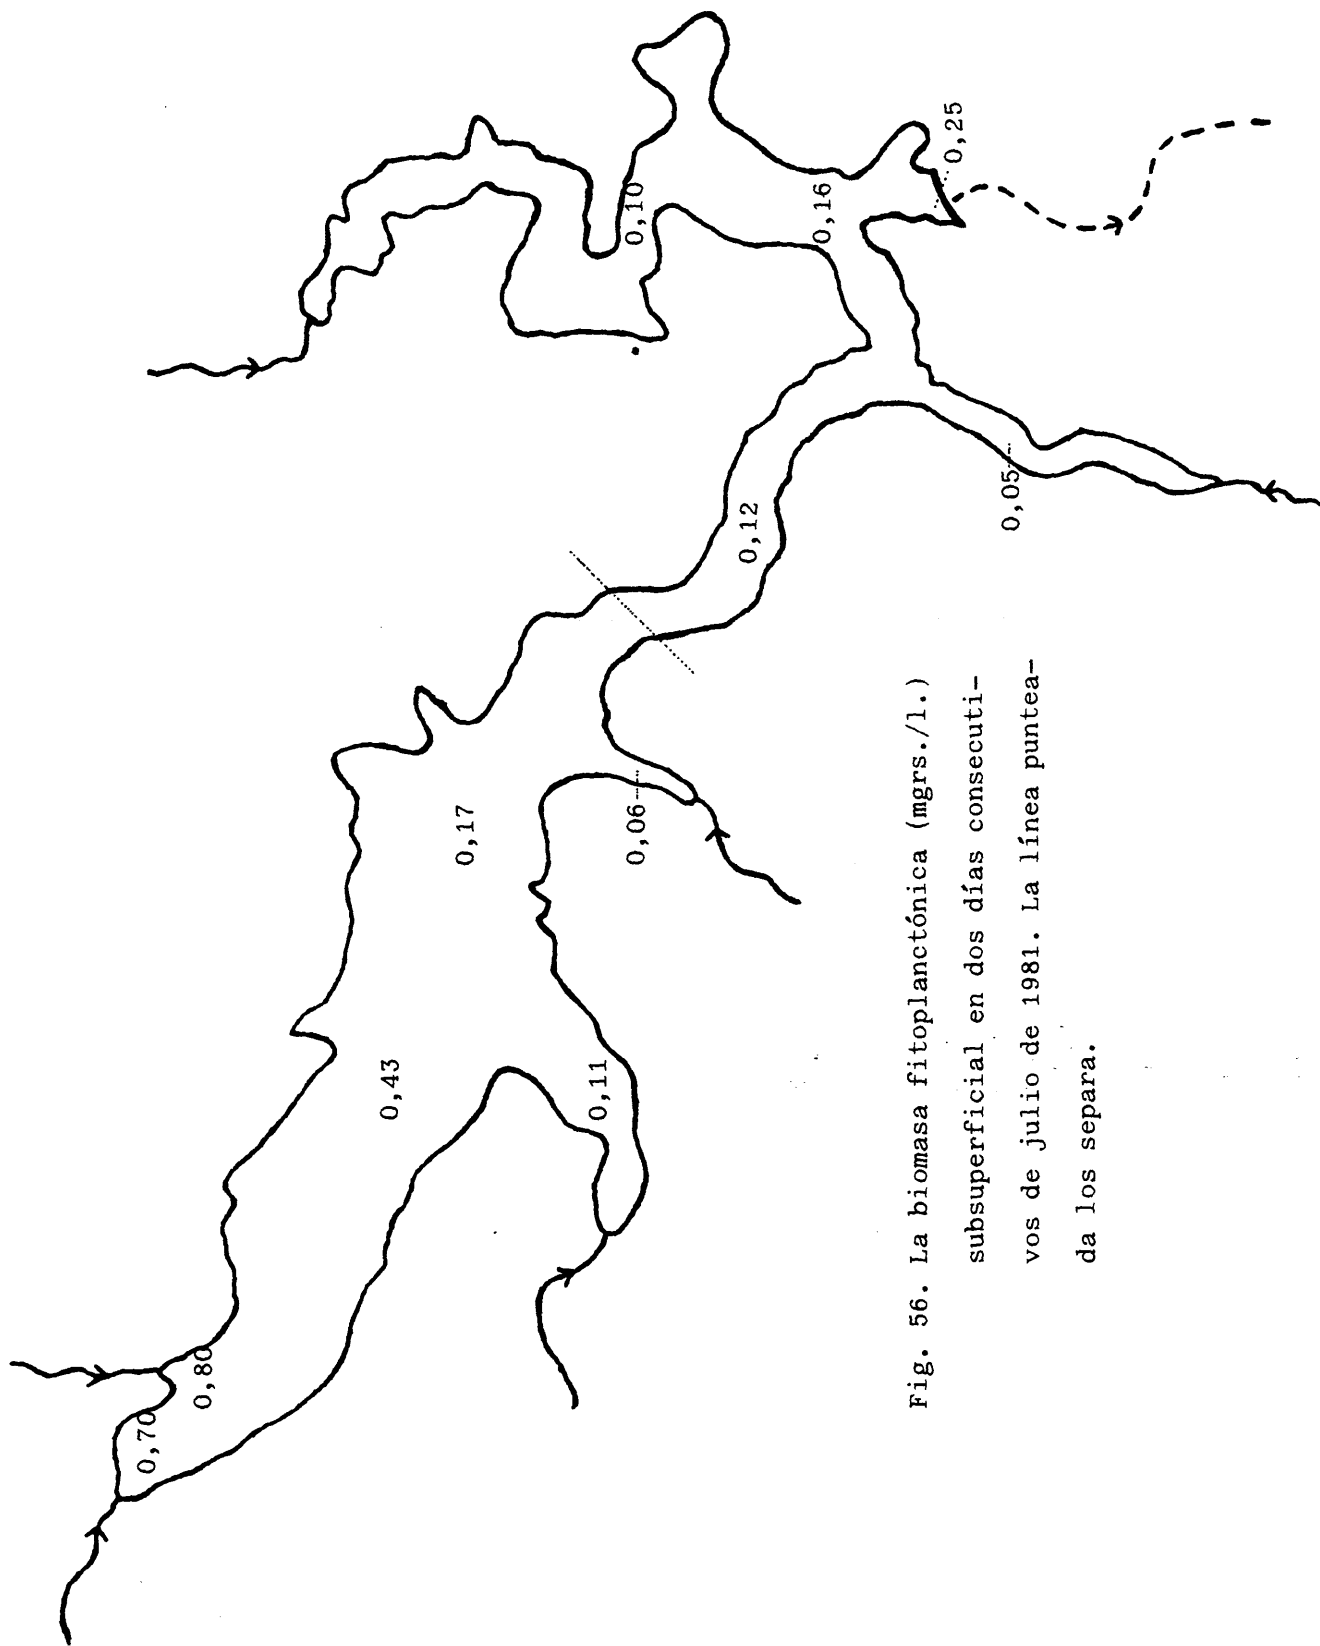 0,70
0,80
0,43
0,11
0,17
0,06
0,12
0,05
0,10
0,16
0,25
Fig. 56. La biomasa fitoplanctónica (mgrs./l.)
subsuperficial en dos días consecuti-
vos de julio de 1981. La línea puntea-
da los separa.